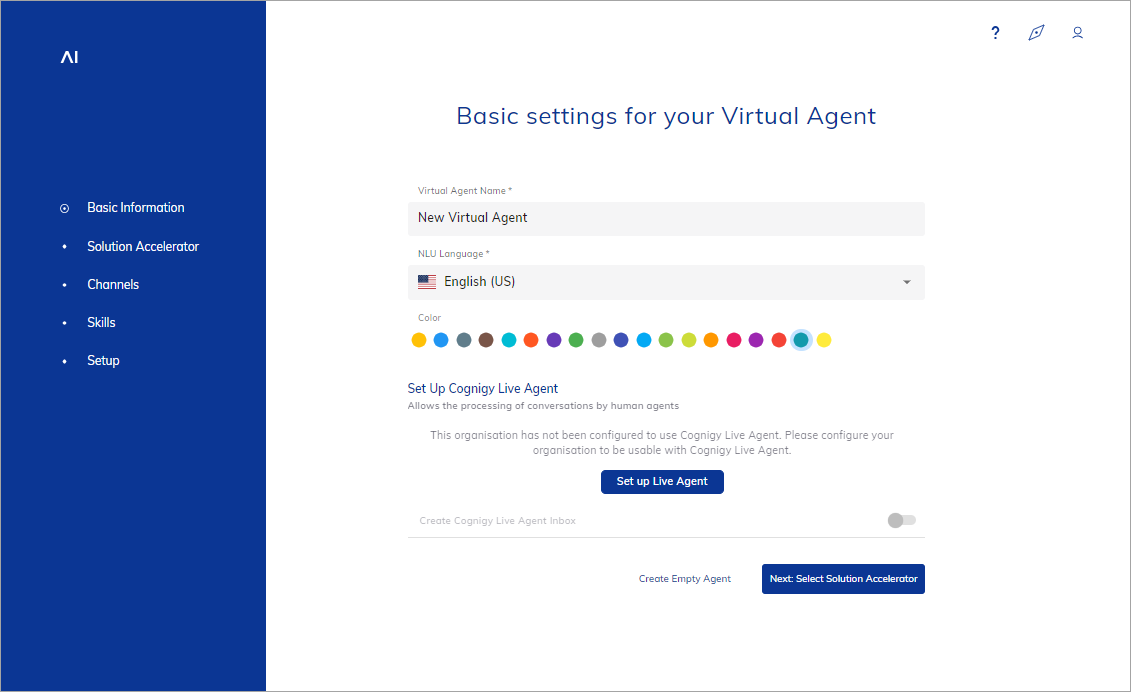 AI
?
Basic settings for your Virtual Agent
Basic Information
Solution Accelerator
Channels
Skills
Setup
Virtual Agent Name *
New Virtual Agent
NLU Language *
English (US)
Color
Set Up Cognigy Live Agent
Allows the processing of conversations by human agents
This organisation has not been configured to use Cognigy Live Agent. Please configure your
organisation to be usable with Cognigy Live Agent.
Set up Live Agent
Create Cognigy Live Agent Inbox
Create Empty Agent
Next: Select Solution Accelerator